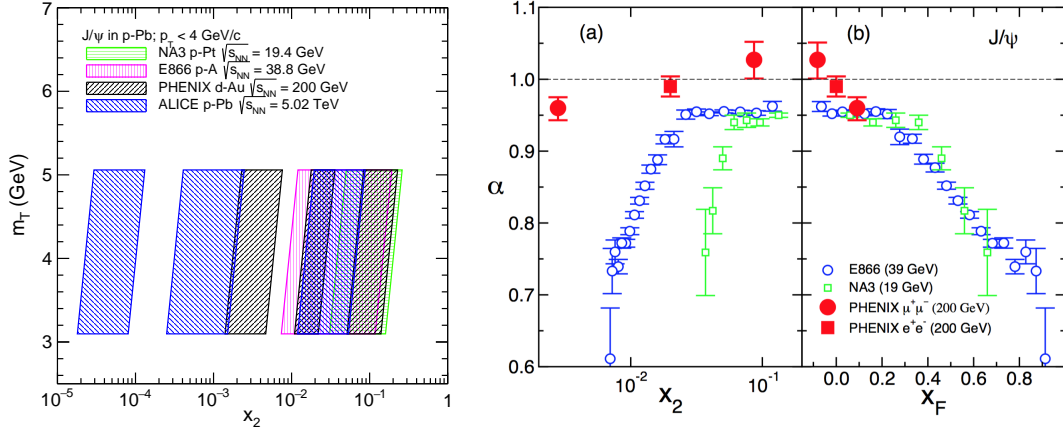 J/ψ in p-Pb; p_T < 4 GeV/c
NA3 p-Pt √s_NN = 19.4 GeV
E866 p-A √s_NN = 38.8 GeV
PHENIX d-Au √s_NN = 200 GeV
ALICE p-Pb √s_NN = 5.02 TeV
m_T (GeV)
7
6
5
4
3
10^-5 10^-4 10^-3 10^-2 10^-1 1
x_2
(a)
(b)
J/ψ
α
1.0
0.9
0.8
0.7
0.6
E866 (39 GeV)
NA3 (19 GeV)
PHENIX μ+μ- (200 GeV)
PHENIX e+e- (200 GeV)
10^-2 10^-1
0.0 0.2 0.4 0.6 0.8
x_2
x_F